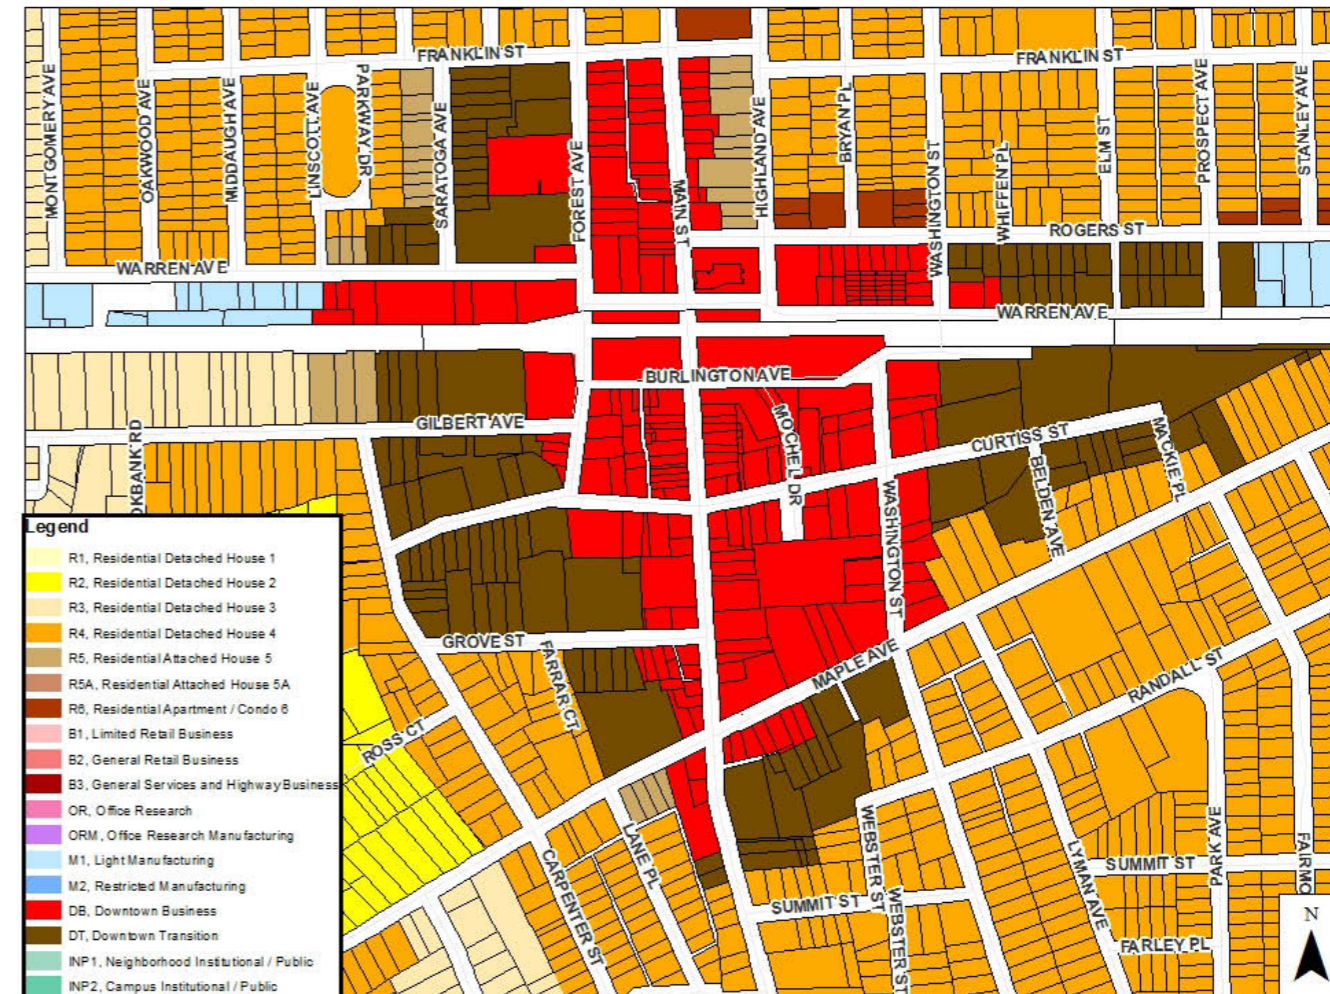 FRANKLIN ST
FRANKLIN ST
MONTGOMERY AVE
OAKWOOD AVE
MIDDAUGH AVE
LINSCOTT AVE
PARKWAY DR
SARATOGA AVE
FOREST AVE
MAIN ST
HIGHLAND AVE
BRYAN PL
WASHINGTON ST
WHIFFEN PL
ELM ST
PROSPECT AVE
STANLEY AVE
ROGERS ST
WARREN AVE
WARREN AVE
BURLINGTON AVE
GILBERT AVE
OKBANK RD
MOCHEL DR
CURTISS ST
MACKIE PL
BELDEN AVE
WASHINGTON ST
GROVE ST
FARRAR CT
MAPLE AVE
RANDALL ST
ROSS CT
LANE PL
CARPENTER ST
WEBSTER ST
WEBSTER ST
SUMMIT ST
SUMMIT ST
LYMAN AVE
PARK AVE
FAIRMO
FARLEY PL
N
Legend
R1, Residential Detached House 1
R2, Residential Detached House 2
R3, Residential Detached House 3
R4, Residential Detached House 4
R5, Residential Attached House 5
R5A, Residential Attached House 5A
R6, Residential Apartment / Condo 6
B1, Limited Retail Business
B2, General Retail Business
B3, General Services and Highway Business
OR, Office Research
ORM, Office Research Manufacturing
M1, Light Manufacturing
M2, Restricted Manufacturing
DB, Downtown Business
DT, Downtown Transition
INP1, Neighborhood Institutional / Public
INP2, Campus Institutional / Public